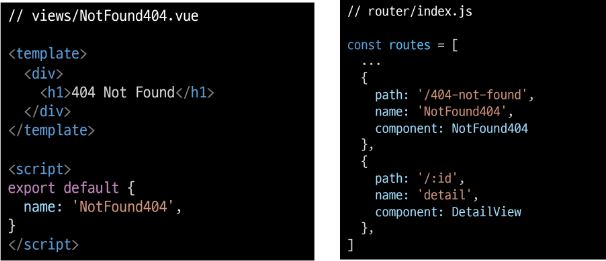 // views/NotFound404.vue
<template>
  <div>
    <h1>404 Not Found</h1>
  </div>
</template>
<script>
export default {
  name: 'NotFound404',
}
</script>
// router/index.js
const routes = [
  ...
  {
    path: '/404-not-found',
    name: 'NotFound404',
    component: NotFound404
  },
  {
    path: '/:id',
    name: 'detail',
    component: DetailView
  },
]